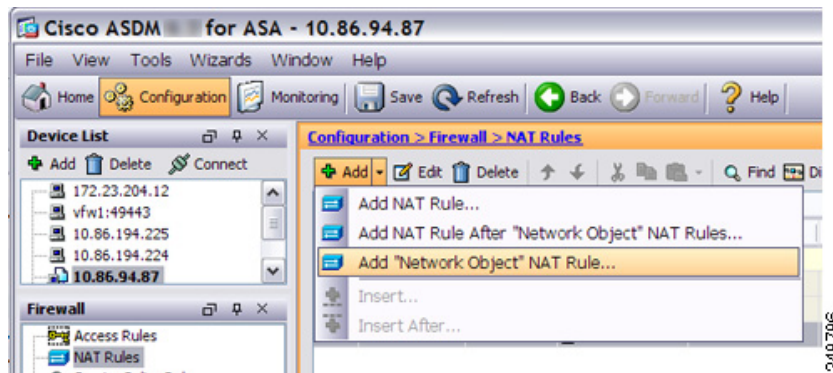 Cisco ASDM for ASA - 10.86.94.87
File View Tools Wizards Window Help
Home Configuration Monitoring Save Refresh Back Forward Help
Device List
Add Delete Connect
172.23.204.12
vfw1:49443
10.86.194.225
10.86.194.224
10.86.94.87
Firewall
Access Rules
NAT Rules
Configuration > Firewall > NAT Rules
Add Edit Delete Find Di
Add NAT Rule...
Add NAT Rule After "Network Object" NAT Rules...
Add "Network Object" NAT Rule...
Insert...
Insert After...